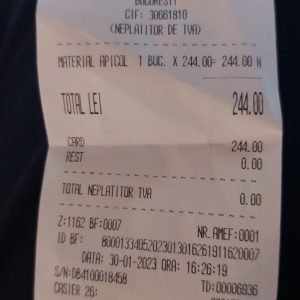 BUCURESTI
CIF: 30661810
(NEPLATITOR DE TVA)
MATERIAL APICOL 1 BUC. X 244.00= 244.00 N
TOTAL LEI 244.00
CARD 244.00
REST 0.00
TOTAL NEPLATITOR TVA 0.00
Z:1162 BF:0007 NR.AMEF:0001
ID BF: 80001334052023013016261911620007
DATA: 30-01-2023 ORA: 16:26:19
S/N:DB4100018458 TD:00006936
CASIER 26: